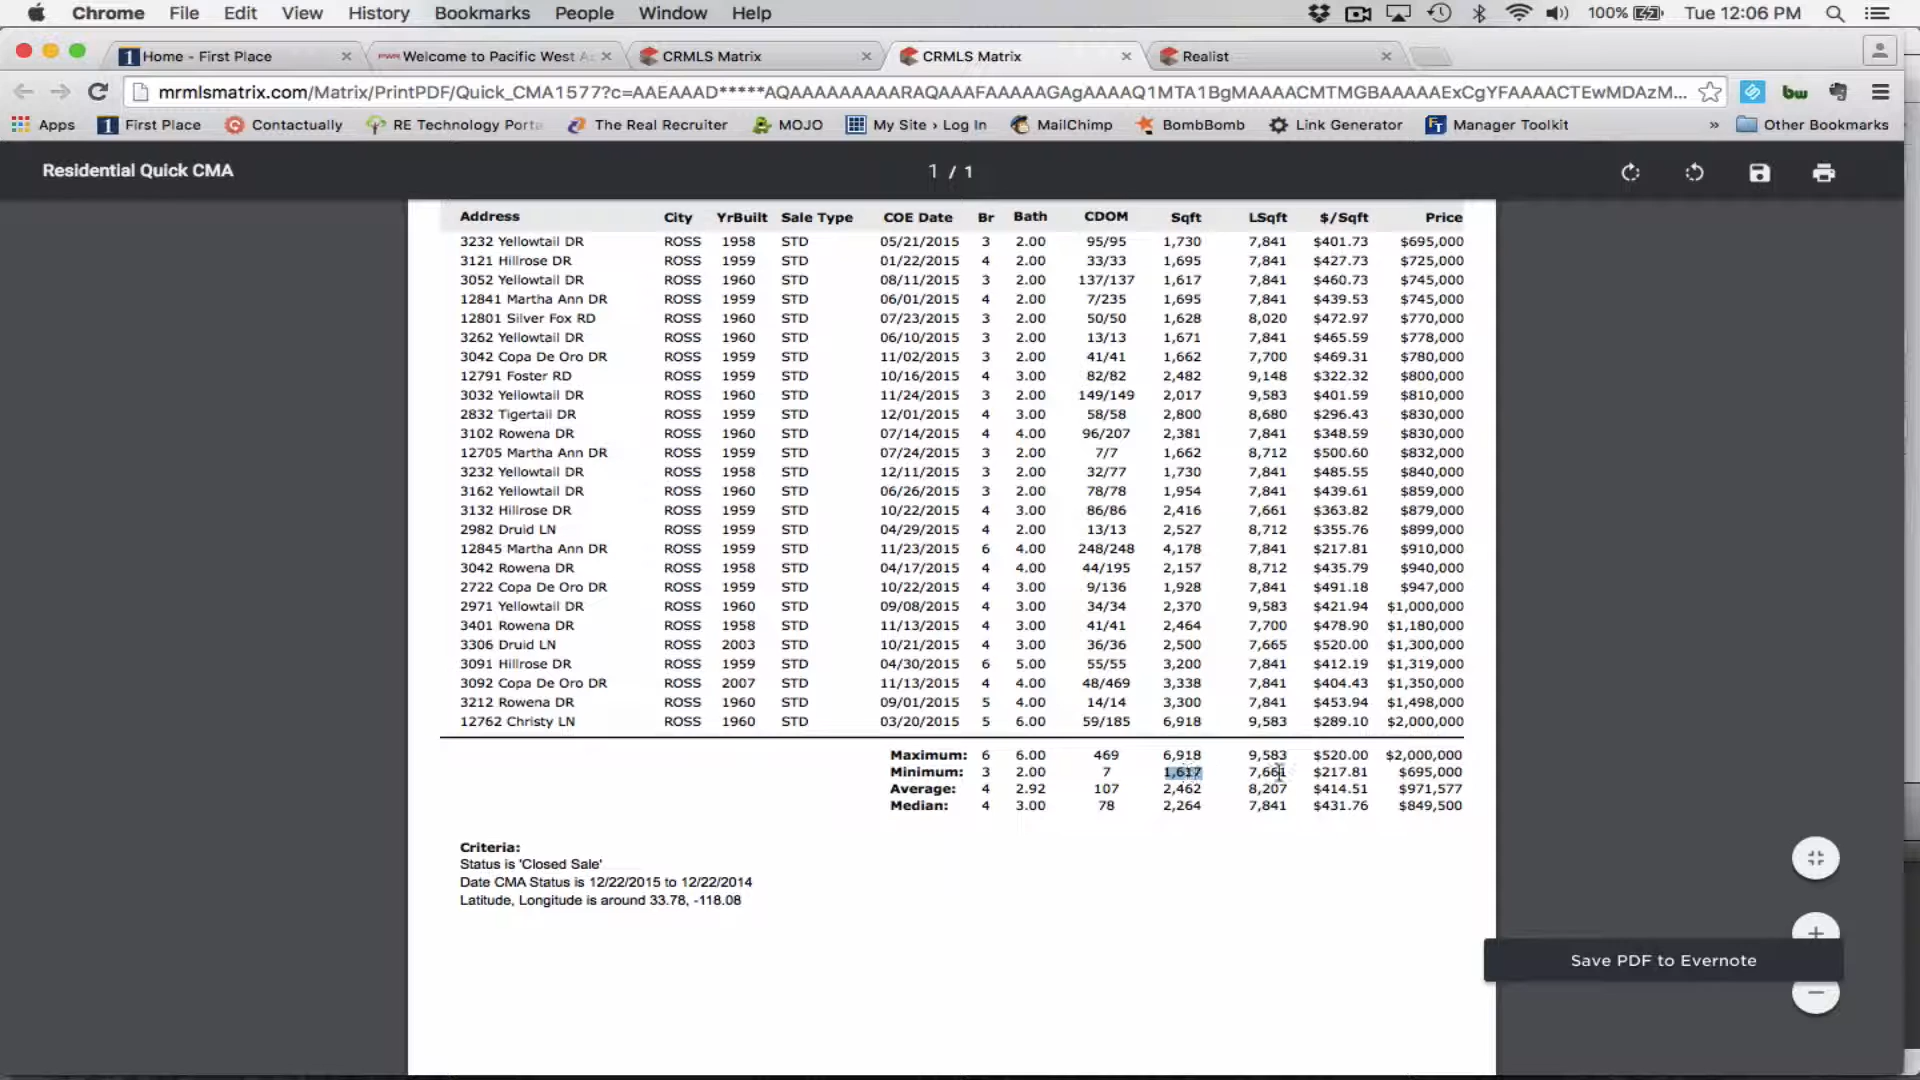 Chrome File Edit View History Bookmarks People Window Help 100% Tue 12:06 PM
1 Home - First Place Welcome to Pacific West A CRMLS Matrix CRMLS Matrix Realist
mrmlsmatrix.com/Matrix/PrintPDF/Quick_CMA1577?c=AAEAAAD*****AQAAAAAAAAARAQAAAFAAAAAGAgAAAAQ1MTA1BgMAAAACMTMGBAAAAAExCgYFAAAACTEwMDAzM...
Apps 1 First Place Contactually RE Technology Porta The Real Recruiter MOJO My Site › Log In MailChimp BombBomb Link Generator FT Manager Toolkit » Other Bookmarks
Residential Quick CMA 1 / 1
Address City YrBuilt Sale Type COE Date Br Bath CDOM Sqft LSqft $/Sqft Price
3232 Yellowtail DR ROSS 1958 STD 05/21/2015 3 2.00 95/95 1,730 7,841 $401.73 $695,000
3121 Hillrose DR ROSS 1959 STD 01/22/2015 4 2.00 33/33 1,695 7,841 $427.73 $725,000
3052 Yellowtail DR ROSS 1960 STD 08/11/2015 3 2.00 137/137 1,617 7,841 $460.73 $745,000
12841 Martha Ann DR ROSS 1959 STD 06/01/2015 4 2.00 7/235 1,695 7,841 $439.53 $745,000
12801 Silver Fox RD ROSS 1960 STD 07/23/2015 3 2.00 50/50 1,628 8,020 $472.97 $770,000
3262 Yellowtail DR ROSS 1960 STD 06/10/2015 3 2.00 13/13 1,671 7,841 $465.59 $778,000
3042 Copa De Oro DR ROSS 1959 STD 11/02/2015 3 2.00 41/41 1,662 7,700 $469.31 $780,000
12791 Foster RD ROSS 1959 STD 10/16/2015 4 3.00 82/82 2,482 9,148 $322.32 $800,000
3032 Yellowtail DR ROSS 1960 STD 11/24/2015 3 2.00 149/149 2,017 9,583 $401.59 $810,000
2832 Tigertail DR ROSS 1959 STD 12/01/2015 4 3.00 58/58 2,800 8,680 $296.43 $830,000
3102 Rowena DR ROSS 1960 STD 07/14/2015 4 4.00 96/207 2,381 7,841 $348.59 $830,000
12705 Martha Ann DR ROSS 1959 STD 07/24/2015 3 2.00 7/7 1,662 8,712 $500.60 $832,000
3232 Yellowtail DR ROSS 1958 STD 12/11/2015 3 2.00 32/77 1,730 7,841 $485.55 $840,000
3162 Yellowtail DR ROSS 1960 STD 06/26/2015 3 2.00 78/78 1,954 7,841 $439.61 $859,000
3132 Hillrose DR ROSS 1959 STD 10/22/2015 4 3.00 86/86 2,416 7,661 $363.82 $879,000
2982 Druid LN ROSS 1959 STD 04/29/2015 4 2.00 13/13 2,527 8,712 $355.76 $899,000
12845 Martha Ann DR ROSS 1959 STD 11/23/2015 6 4.00 248/248 4,178 7,841 $217.81 $910,000
3042 Rowena DR ROSS 1958 STD 04/17/2015 4 4.00 44/195 2,157 8,712 $435.79 $940,000
2722 Copa De Oro DR ROSS 1959 STD 10/22/2015 4 3.00 9/136 1,928 7,841 $491.18 $947,000
2971 Yellowtail DR ROSS 1960 STD 09/08/2015 4 3.00 34/34 2,370 9,583 $421.94 $1,000,000
3401 Rowena DR ROSS 1958 STD 11/13/2015 4 3.00 41/41 2,464 7,700 $478.90 $1,180,000
3306 Druid LN ROSS 2003 STD 10/21/2015 4 3.00 36/36 2,500 7,665 $520.00 $1,300,000
3091 Hillrose DR ROSS 1959 STD 04/30/2015 6 5.00 55/55 3,200 7,841 $412.19 $1,319,000
3092 Copa De Oro DR ROSS 2007 STD 11/13/2015 4 4.00 48/469 3,338 7,841 $404.43 $1,350,000
3212 Rowena DR ROSS 1960 STD 09/01/2015 5 4.00 14/14 3,300 7,841 $453.94 $1,498,000
12762 Christy LN ROSS 1960 STD 03/20/2015 5 6.00 59/185 6,918 9,583 $289.10 $2,000,000
Maximum: 6 6.00 469 6,918 9,583 $520.00 $2,000,000
Minimum: 3 2.00 7 1,617 7,661 $217.81 $695,000
Average: 4 2.92 107 2,462 8,207 $414.51 $971,577
Median: 4 3.00 78 2,264 7,841 $431.76 $849,500
Criteria:
Status is 'Closed Sale'
Date CMA Status is 12/22/2015 to 12/22/2014
Latitude, Longitude is around 33.78, -118.08
Save PDF to Evernote